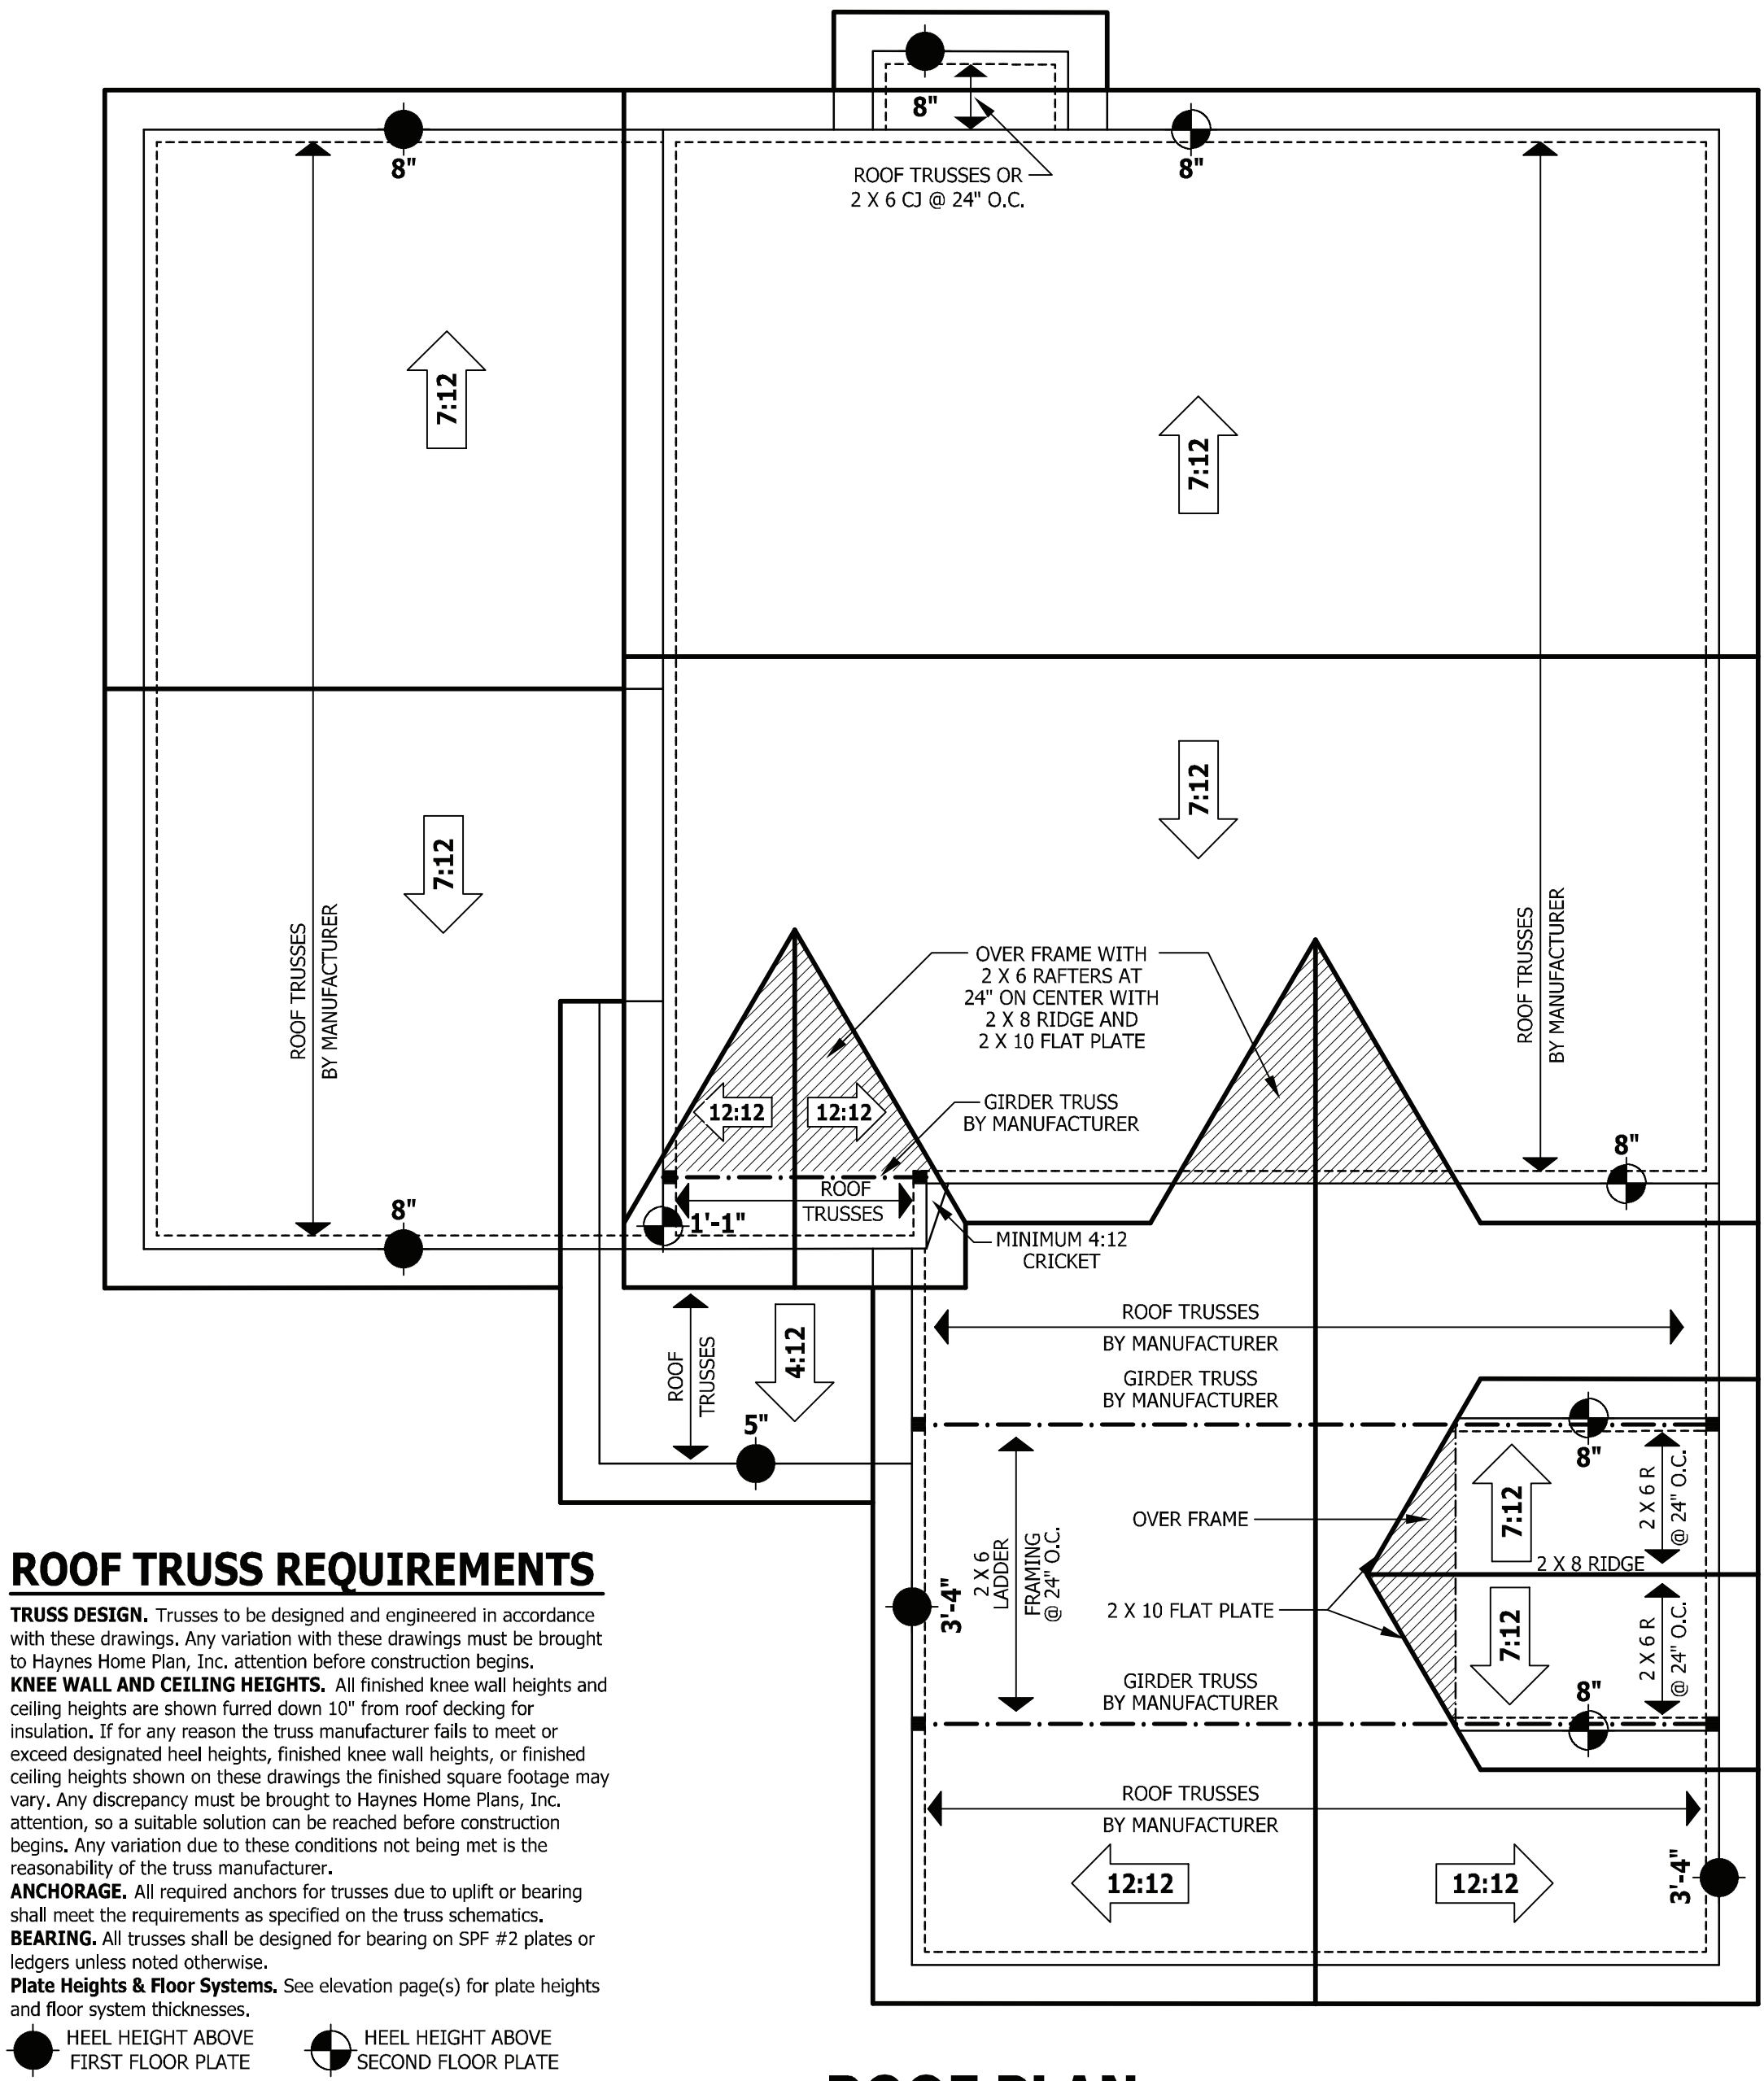 8"
ROOF TRUSSES OR
2 X 6 CJ @ 24" O.C.
8"
8"
7:12
7:12
7:12
7:12
ROOF TRUSSES
BY MANUFACTURER
ROOF TRUSSES
BY MANUFACTURER
OVER FRAME WITH
2 X 6 RAFTERS AT
24" ON CENTER WITH
2 X 8 RIDGE AND
2 X 10 FLAT PLATE
12:12
12:12
GIRDER TRUSS
BY MANUFACTURER
8"
ROOF
TRUSSES
8"
1'-1"
MINIMUM 4:12
CRICKET
ROOF TRUSSES
BY MANUFACTURER
ROOF
TRUSSES
4:12
GIRDER TRUSS
BY MANUFACTURER
5"
8"
7:12
2 X 6 R
@ 24" O.C.
OVER FRAME
2 X 6
LADDER
FRAMING
@ 24" O.C.
2 X 8 RIDGE
3'-4"
2 X 10 FLAT PLATE
7:12
2 X 6 R
@ 24" O.C.
GIRDER TRUSS
BY MANUFACTURER
8"
ROOF TRUSSES
BY MANUFACTURER
12:12
12:12
3'-4"
ROOF TRUSS REQUIREMENTS
TRUSS DESIGN. Trusses to be designed and engineered in accordance
with these drawings. Any variation with these drawings must be brought
to Haynes Home Plan, Inc. attention before construction begins.
KNEE WALL AND CEILING HEIGHTS. All finished knee wall heights and
ceiling heights are shown furred down 10" from roof decking for
insulation. If for any reason the truss manufacturer fails to meet or
exceed designated heel heights, finished knee wall heights, or finished
ceiling heights shown on these drawings the finished square footage may
vary. Any discrepancy must be brought to Haynes Home Plans, Inc.
attention, so a suitable solution can be reached before construction
begins. Any variation due to these conditions not being met is the
reasonability of the truss manufacturer.
ANCHORAGE. All required anchors for trusses due to uplift or bearing
shall meet the requirements as specified on the truss schematics.
BEARING. All trusses shall be designed for bearing on SPF #2 plates or
ledgers unless noted otherwise.
Plate Heights & Floor Systems. See elevation page(s) for plate heights
and floor system thicknesses.
HEEL HEIGHT ABOVE
FIRST FLOOR PLATE
HEEL HEIGHT ABOVE
SECOND FLOOR PLATE
ROOF PLAN